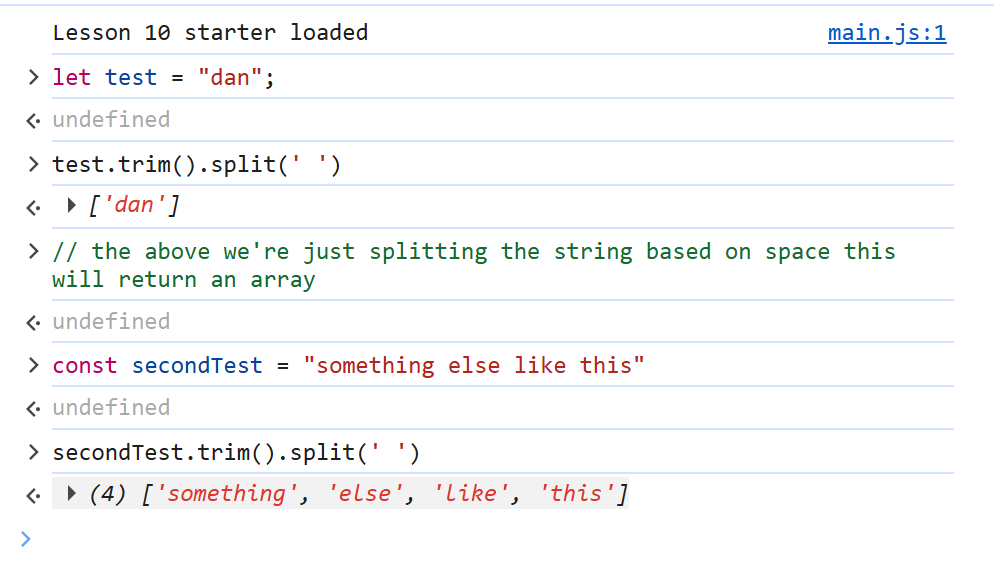 Lesson 10 starter loaded main.js:1
> let test = "dan";
undefined
> test.trim().split(' ')
['dan']
> // the above we're just splitting the string based on space this
will return an array
undefined
> const secondTest = "something else like this"
undefined
> secondTest.trim().split(' ')
(4) ['something', 'else', 'like', 'this']
>